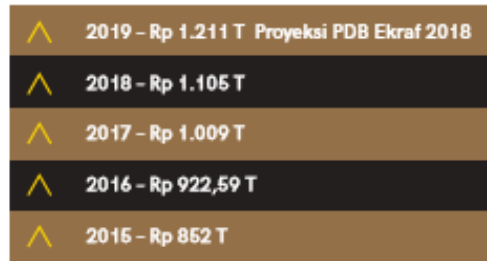 2019 – Rp 1.211 T Proyeksi PDB Ekraf 2018
2018 – Rp 1.105 T
2017 – Rp 1.009 T
2016 – Rp 922,59 T
2015 – Rp 852 T